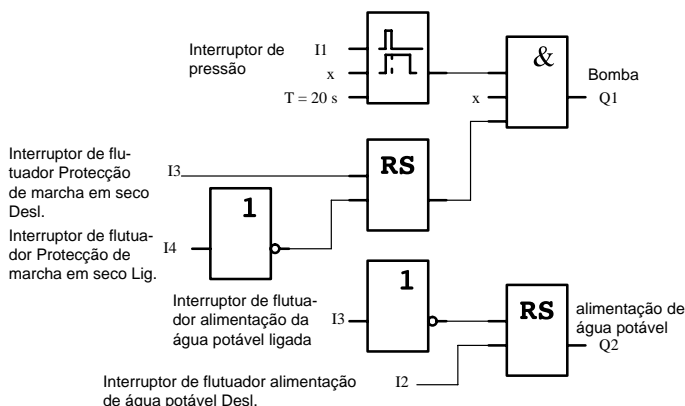 Interruptor de
pressão
I1
x
T = 20 s
&
x
Bomba
Q1
Interruptor de flu-
tuador Protecção
de marcha em seco
Desl.
I3
RS
Interruptor de flutua-
dor Protecção de
marcha em seco Lig.
I4
1
Interruptor de flutua-
dor alimentação da
água potável ligada
I3
1
RS
alimentação de
água potável
Q2
Interruptor de flutuador alimentação
de água potável Desl.
I2